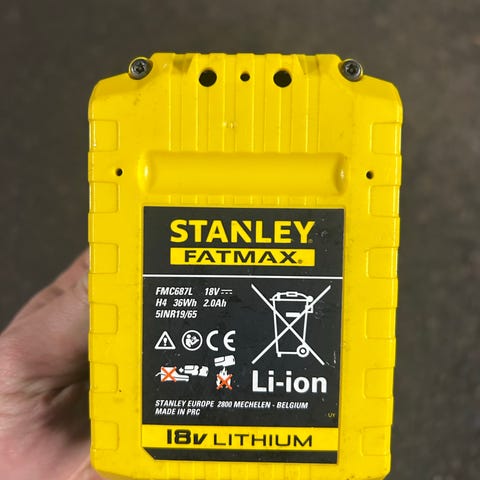 STANLEY®
FATMAX®
FMC687L 18V ⎓
H4 36Wh 2.0Ah
5INR19/65
CE
Li-ion
STANLEY EUROPE 2800 MECHELEN - BELGIUM
MADE IN PRC
UY
18V LITHIUM